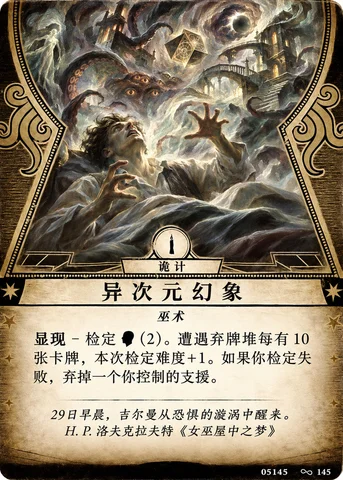 诡计
异次元幻象
巫术
显现 – 检定 (2)。遭遇弃牌堆每有 10
张卡牌，本次检定难度+1。如果你检定失
败，弃掉一个你控制的支援。
29日早晨，吉尔曼从恐惧的漩涡中醒来。
H. P. 洛夫克拉夫特《女巫屋中之梦》
05145 145